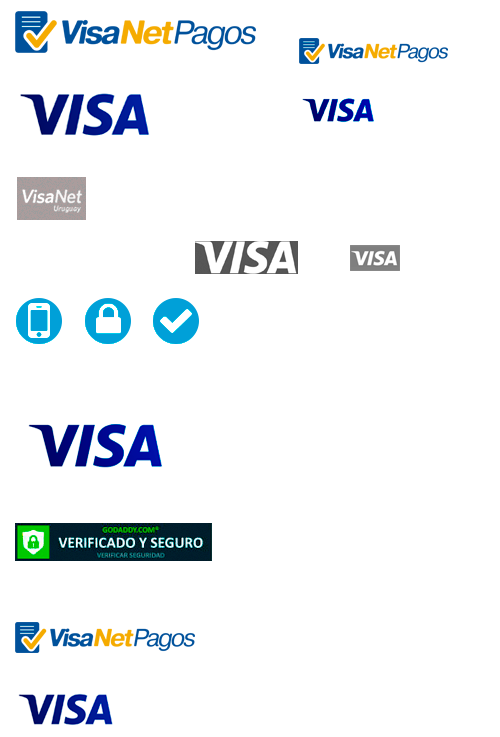 VisaNetPagos
VisaNetPagos
VISA
VISA
VisaNet
Uruguay
VISA
VISA
VISA
GODADDY.COM®
VERIFICADO Y SEGURO
VERIFICAR SEGURIDAD
VisaNetPagos
VISA